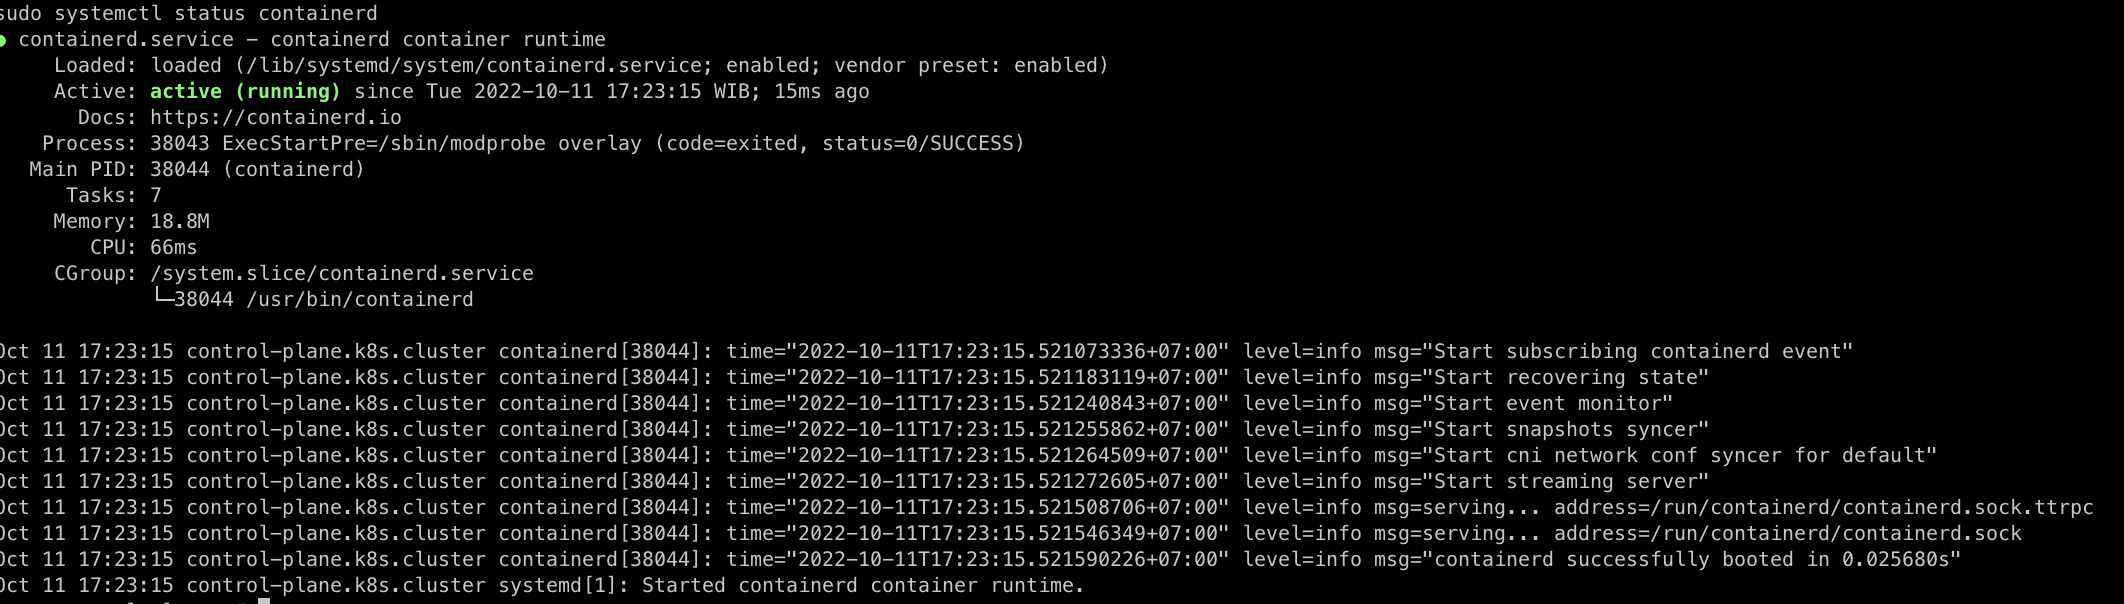 sudo systemctl status containerd
● containerd.service – containerd container runtime
Loaded: loaded (/lib/systemd/system/containerd.service; enabled; vendor preset: enabled)
Active: active (running) since Tue 2022-10-11 17:23:15 WIB; 15ms ago
Docs: https://containerd.io
Process: 38043 ExecStartPre=/sbin/modprobe overlay (code=exited, status=0/SUCCESS)
Main PID: 38044 (containerd)
Tasks: 7
Memory: 18.8M
CPU: 66ms
CGroup: /system.slice/containerd.service
└─38044 /usr/bin/containerd
Oct 11 17:23:15 control-plane.k8s.cluster containerd[38044]: time="2022-10-11T17:23:15.521073336+07:00" level=info msg="Start subscribing containerd event"
Oct 11 17:23:15 control-plane.k8s.cluster containerd[38044]: time="2022-10-11T17:23:15.521183119+07:00" level=info msg="Start recovering state"
Oct 11 17:23:15 control-plane.k8s.cluster containerd[38044]: time="2022-10-11T17:23:15.521240843+07:00" level=info msg="Start event monitor"
Oct 11 17:23:15 control-plane.k8s.cluster containerd[38044]: time="2022-10-11T17:23:15.521255862+07:00" level=info msg="Start snapshots syncer"
Oct 11 17:23:15 control-plane.k8s.cluster containerd[38044]: time="2022-10-11T17:23:15.521264509+07:00" level=info msg="Start cni network conf syncer for default"
Oct 11 17:23:15 control-plane.k8s.cluster containerd[38044]: time="2022-10-11T17:23:15.521272605+07:00" level=info msg="Start streaming server"
Oct 11 17:23:15 control-plane.k8s.cluster containerd[38044]: time="2022-10-11T17:23:15.521508706+07:00" level=info msg=serving... address=/run/containerd/containerd.sock.ttrpc
Oct 11 17:23:15 control-plane.k8s.cluster containerd[38044]: time="2022-10-11T17:23:15.521546349+07:00" level=info msg=serving... address=/run/containerd/containerd.sock
Oct 11 17:23:15 control-plane.k8s.cluster containerd[38044]: time="2022-10-11T17:23:15.521590226+07:00" level=info msg="containerd successfully booted in 0.025680s"
Oct 11 17:23:15 control-plane.k8s.cluster systemd[1]: Started containerd container runtime.